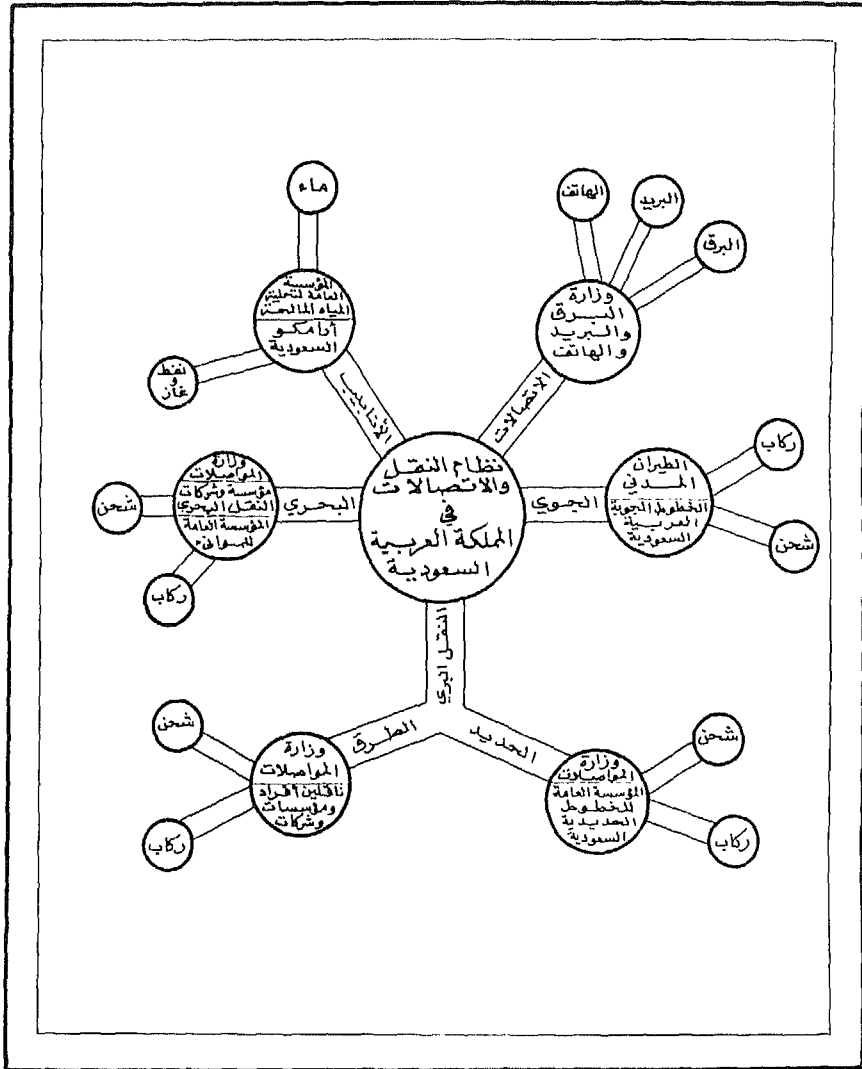 نظام النقل
والاتصالات
في
المملكة العربية
السعودية
الاتصالات
وزارة
البرق
والبريد
والهاتف
الهاتف
البريد
البرق
الجوي
الطيران
المدني
الخطوط الجوية
العربية
السعودية
ركاب
شحن
النقل البري
الحديد
وزارة
المواصلات
المؤسسة العامة
للخطوط
الحديدية
السعودية
شحن
ركاب
الطرق
وزارة
المواصلات
ناقلين أفراد
ومؤسسات
وشركات
شحن
ركاب
البحري
وزارة
المواصلات
مؤسسة وشركات
النقل البحري
المؤسسة العامة
للموانىء
شحن
ركاب
الأنابيب
المؤسسة
العامة لتحلية
المياه المالحة
أرامكو
السعودية
ماء
نفط
و
غاز